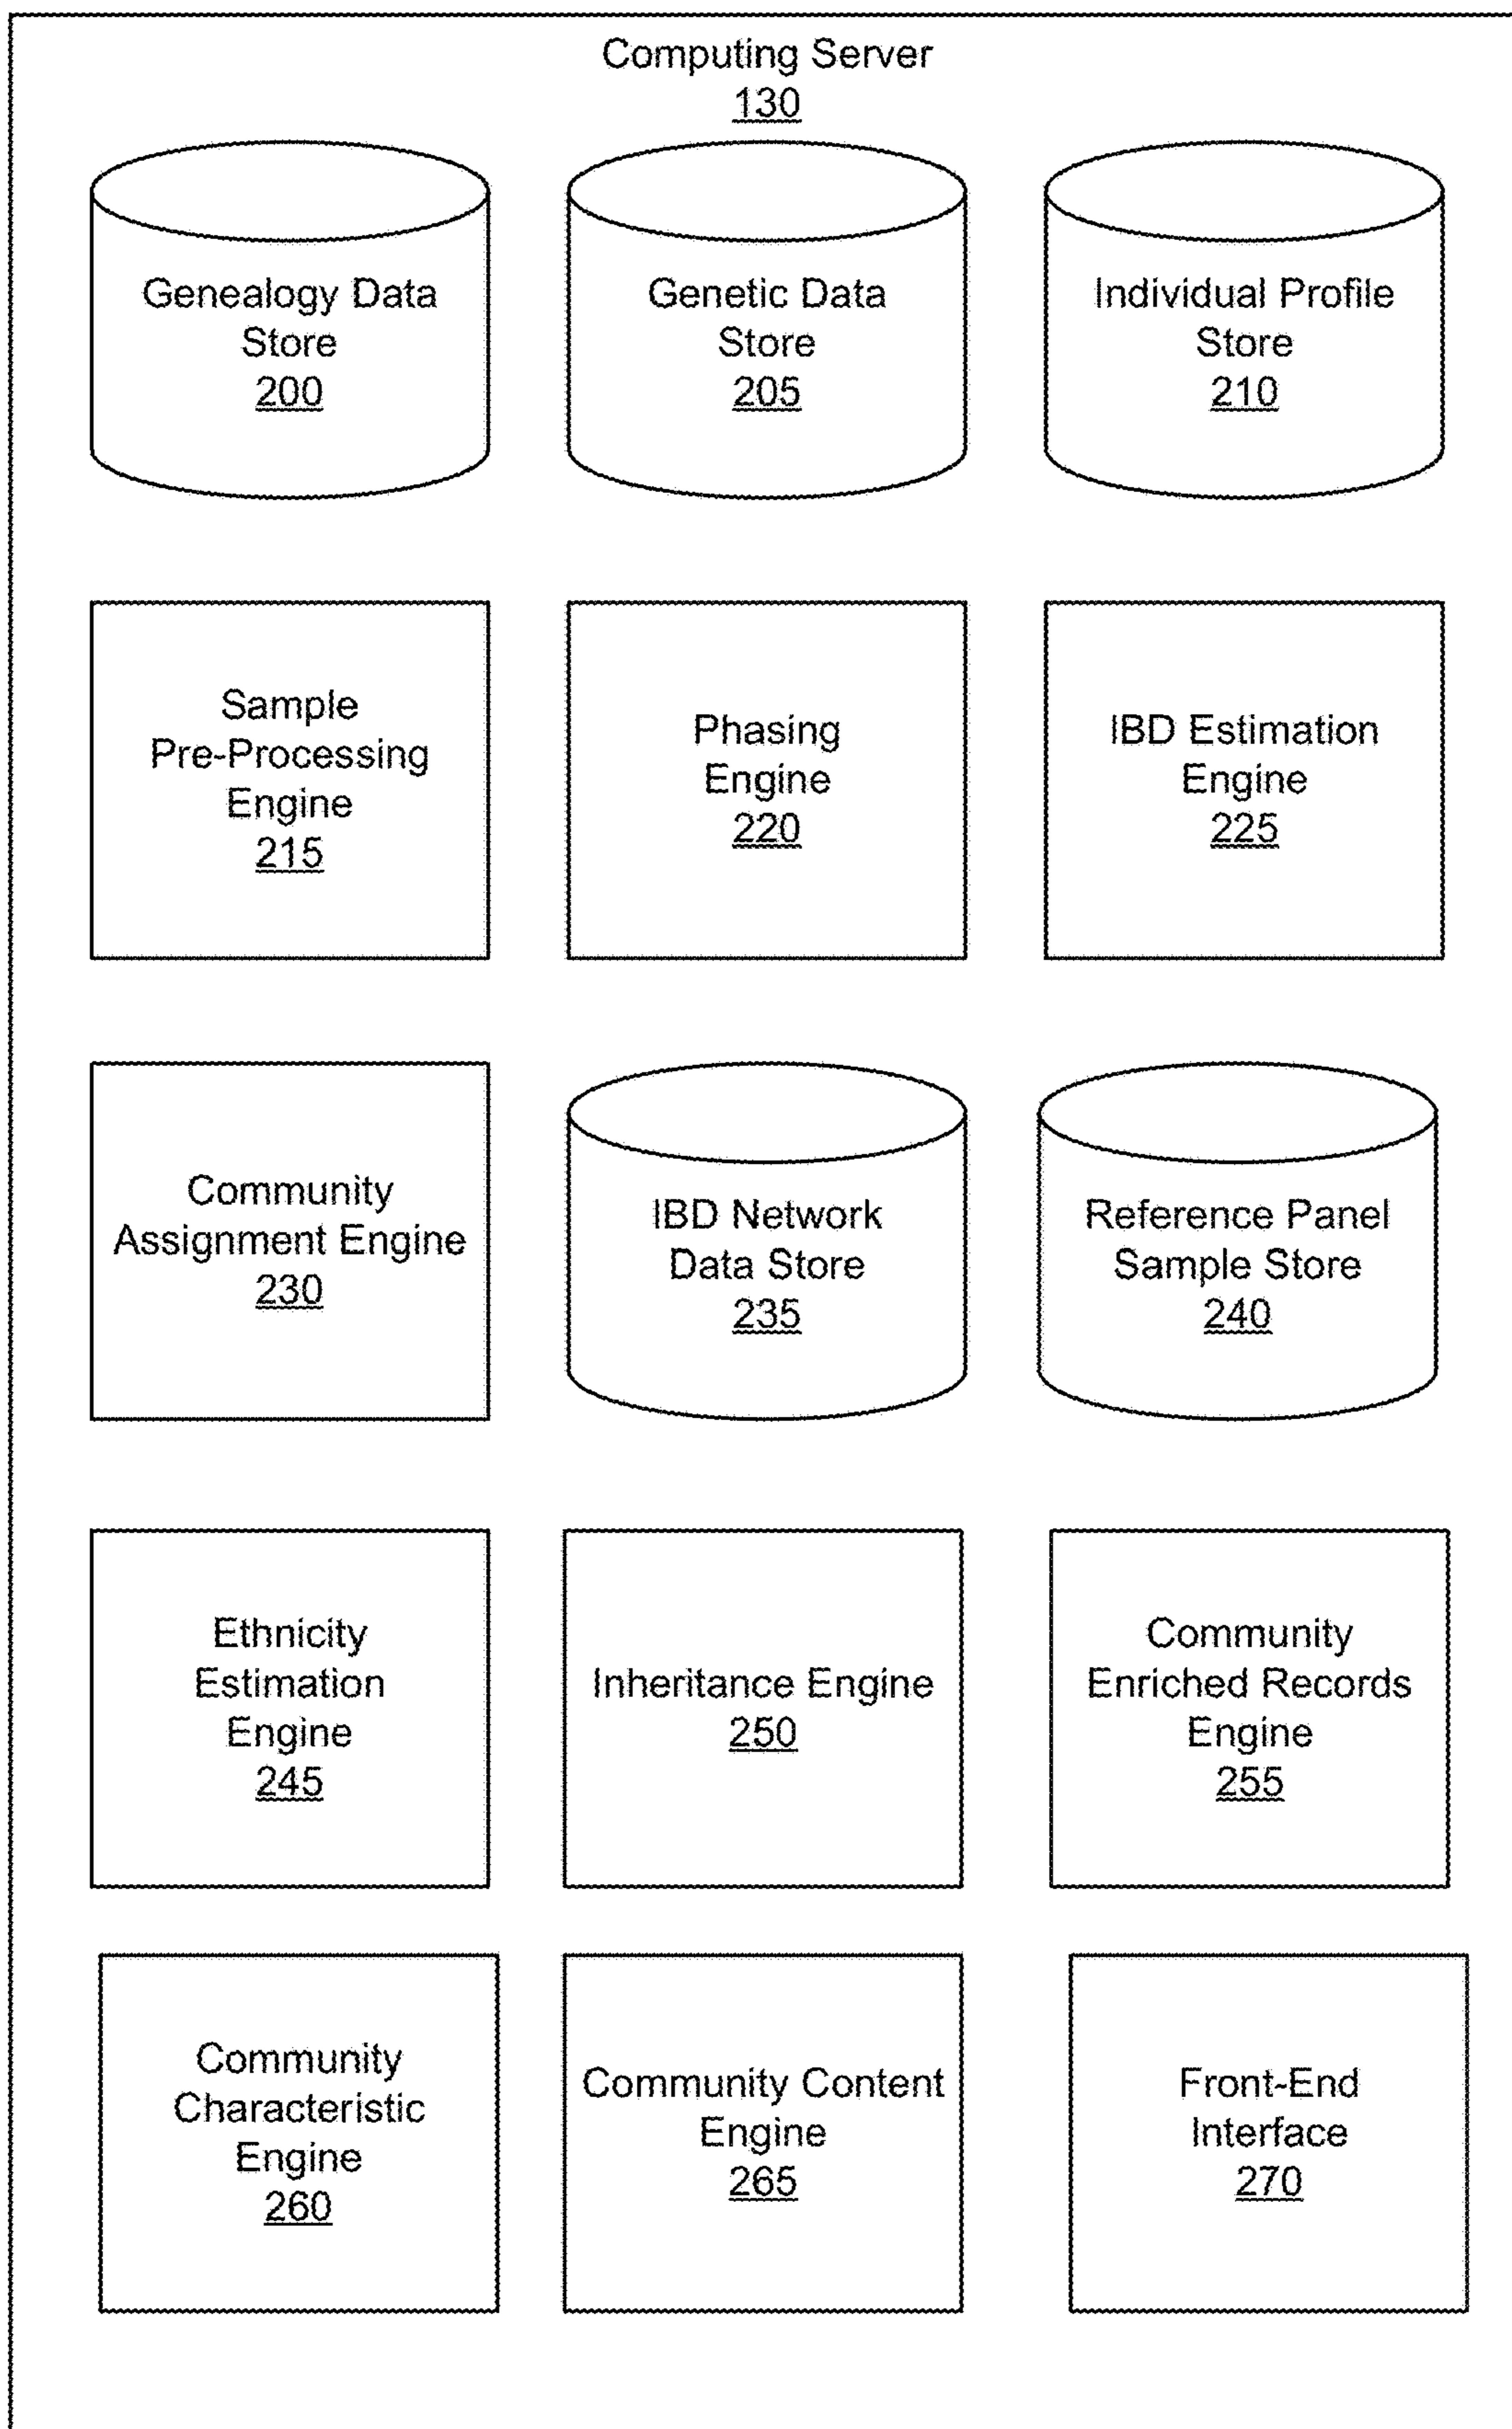 Computing Server
130
Genealogy Data
Store
200
Genetic Data
Store
205
Individual Profile
Store
210
Sample
Pre-Processing
Engine
215
Phasing
Engine
220
IBD Estimation
Engine
225
Community
Assignment Engine
230
IBD Network
Data Store
235
Reference Panel
Sample Store
240
Ethnicity
Estimation
Engine
245
Inheritance Engine
250
Community
Enriched Records
Engine
255
Community
Characteristic
Engine
260
Community Content
Engine
265
Front-End
Interface
270